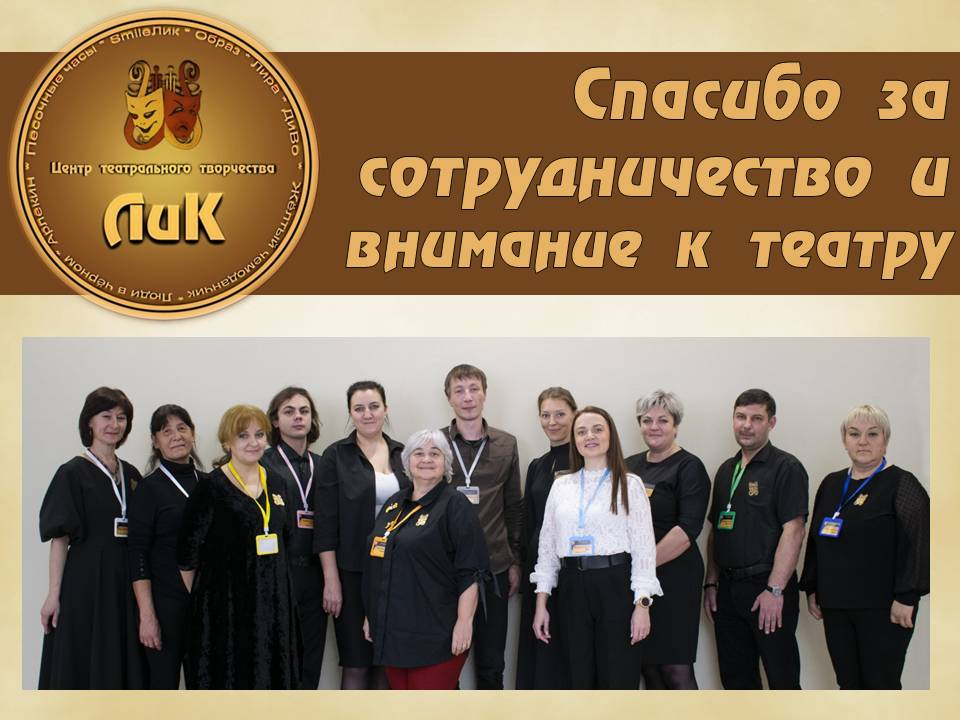 * Песочные часы * SmileЛик * Образ * Лира * ДиВо * Жёлтый чемоданчик * Люди в чёрном * Арлекин
Центр театрального творчества
ЛиК
Спасибо за
сотрудничество и
внимание к театру